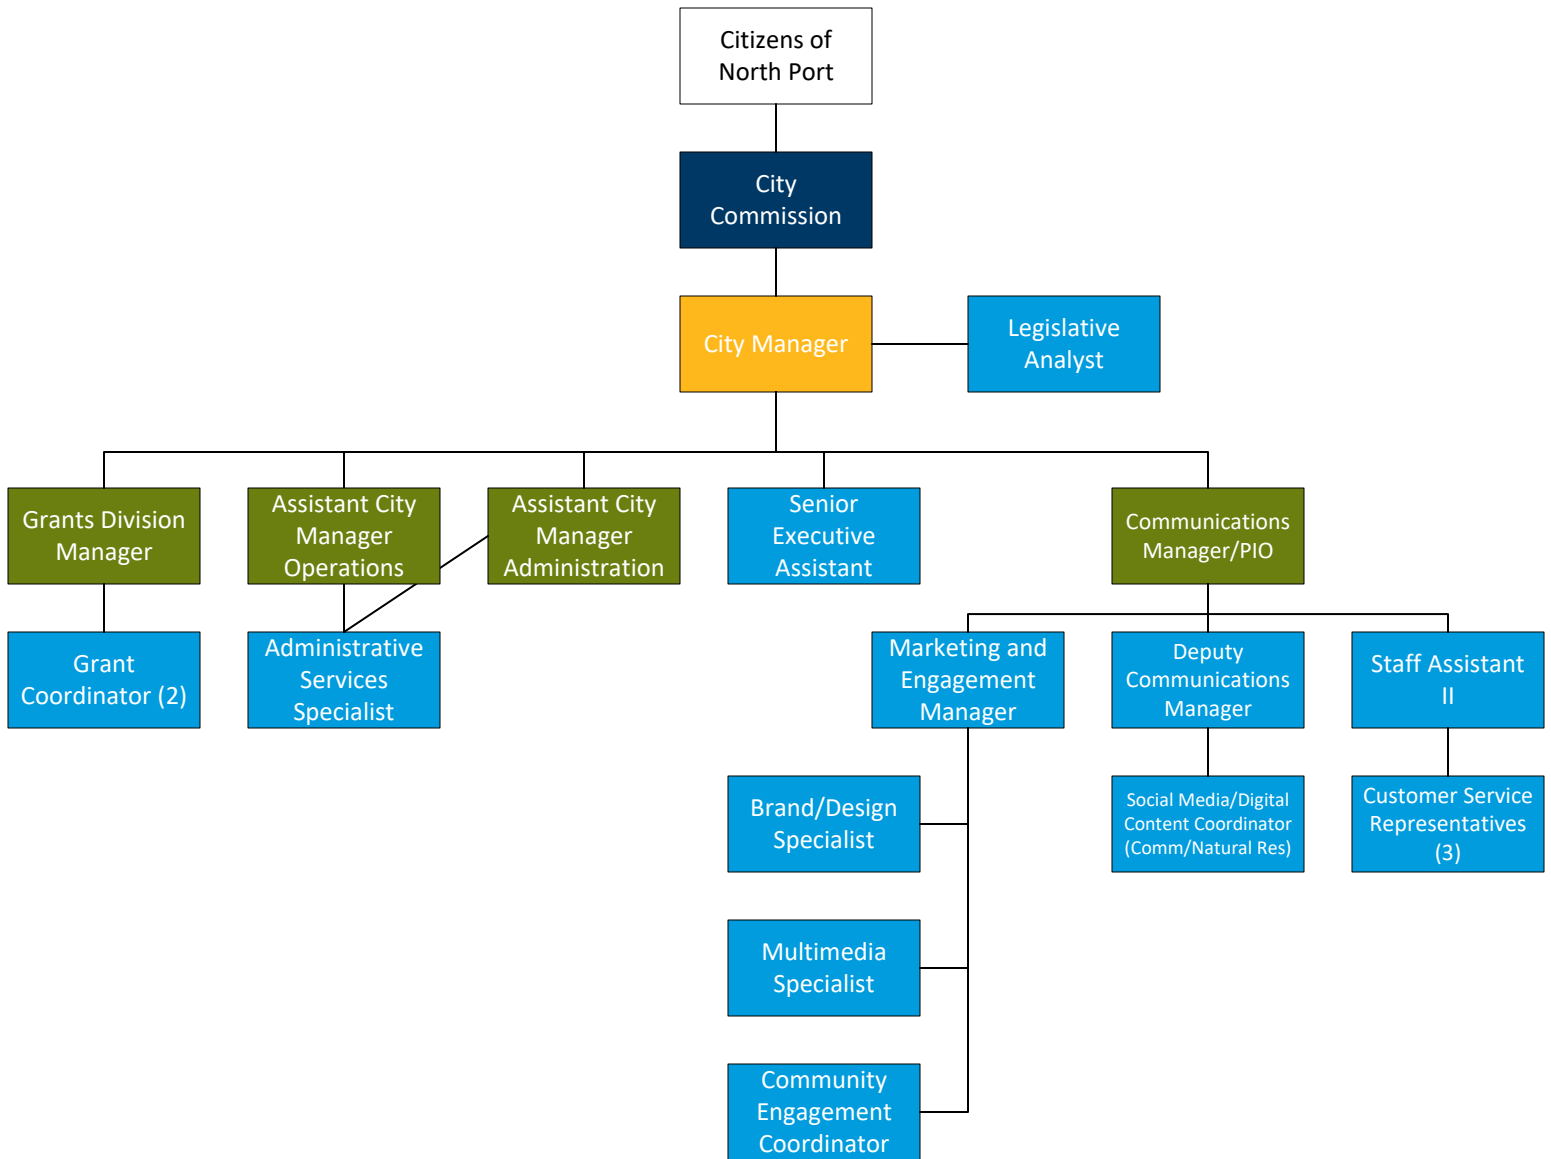 Citizens of
North Port
City
Commission
City Manager
Legislative
Analyst
Grants Division
Manager
Assistant City
Manager
Operations
Assistant City
Manager
Administration
Senior
Executive
Assistant
Communications
Manager/PIO
Grant
Coordinator (2)
Administrative
Services
Specialist
Marketing and
Engagement
Manager
Deputy
Communications
Manager
Staff Assistant
II
Brand/Design
Specialist
Social Media/Digital
Content Coordinator
(Comm/Natural Res)
Customer Service
Representatives
(3)
Multimedia
Specialist
Community
Engagement
Coordinator